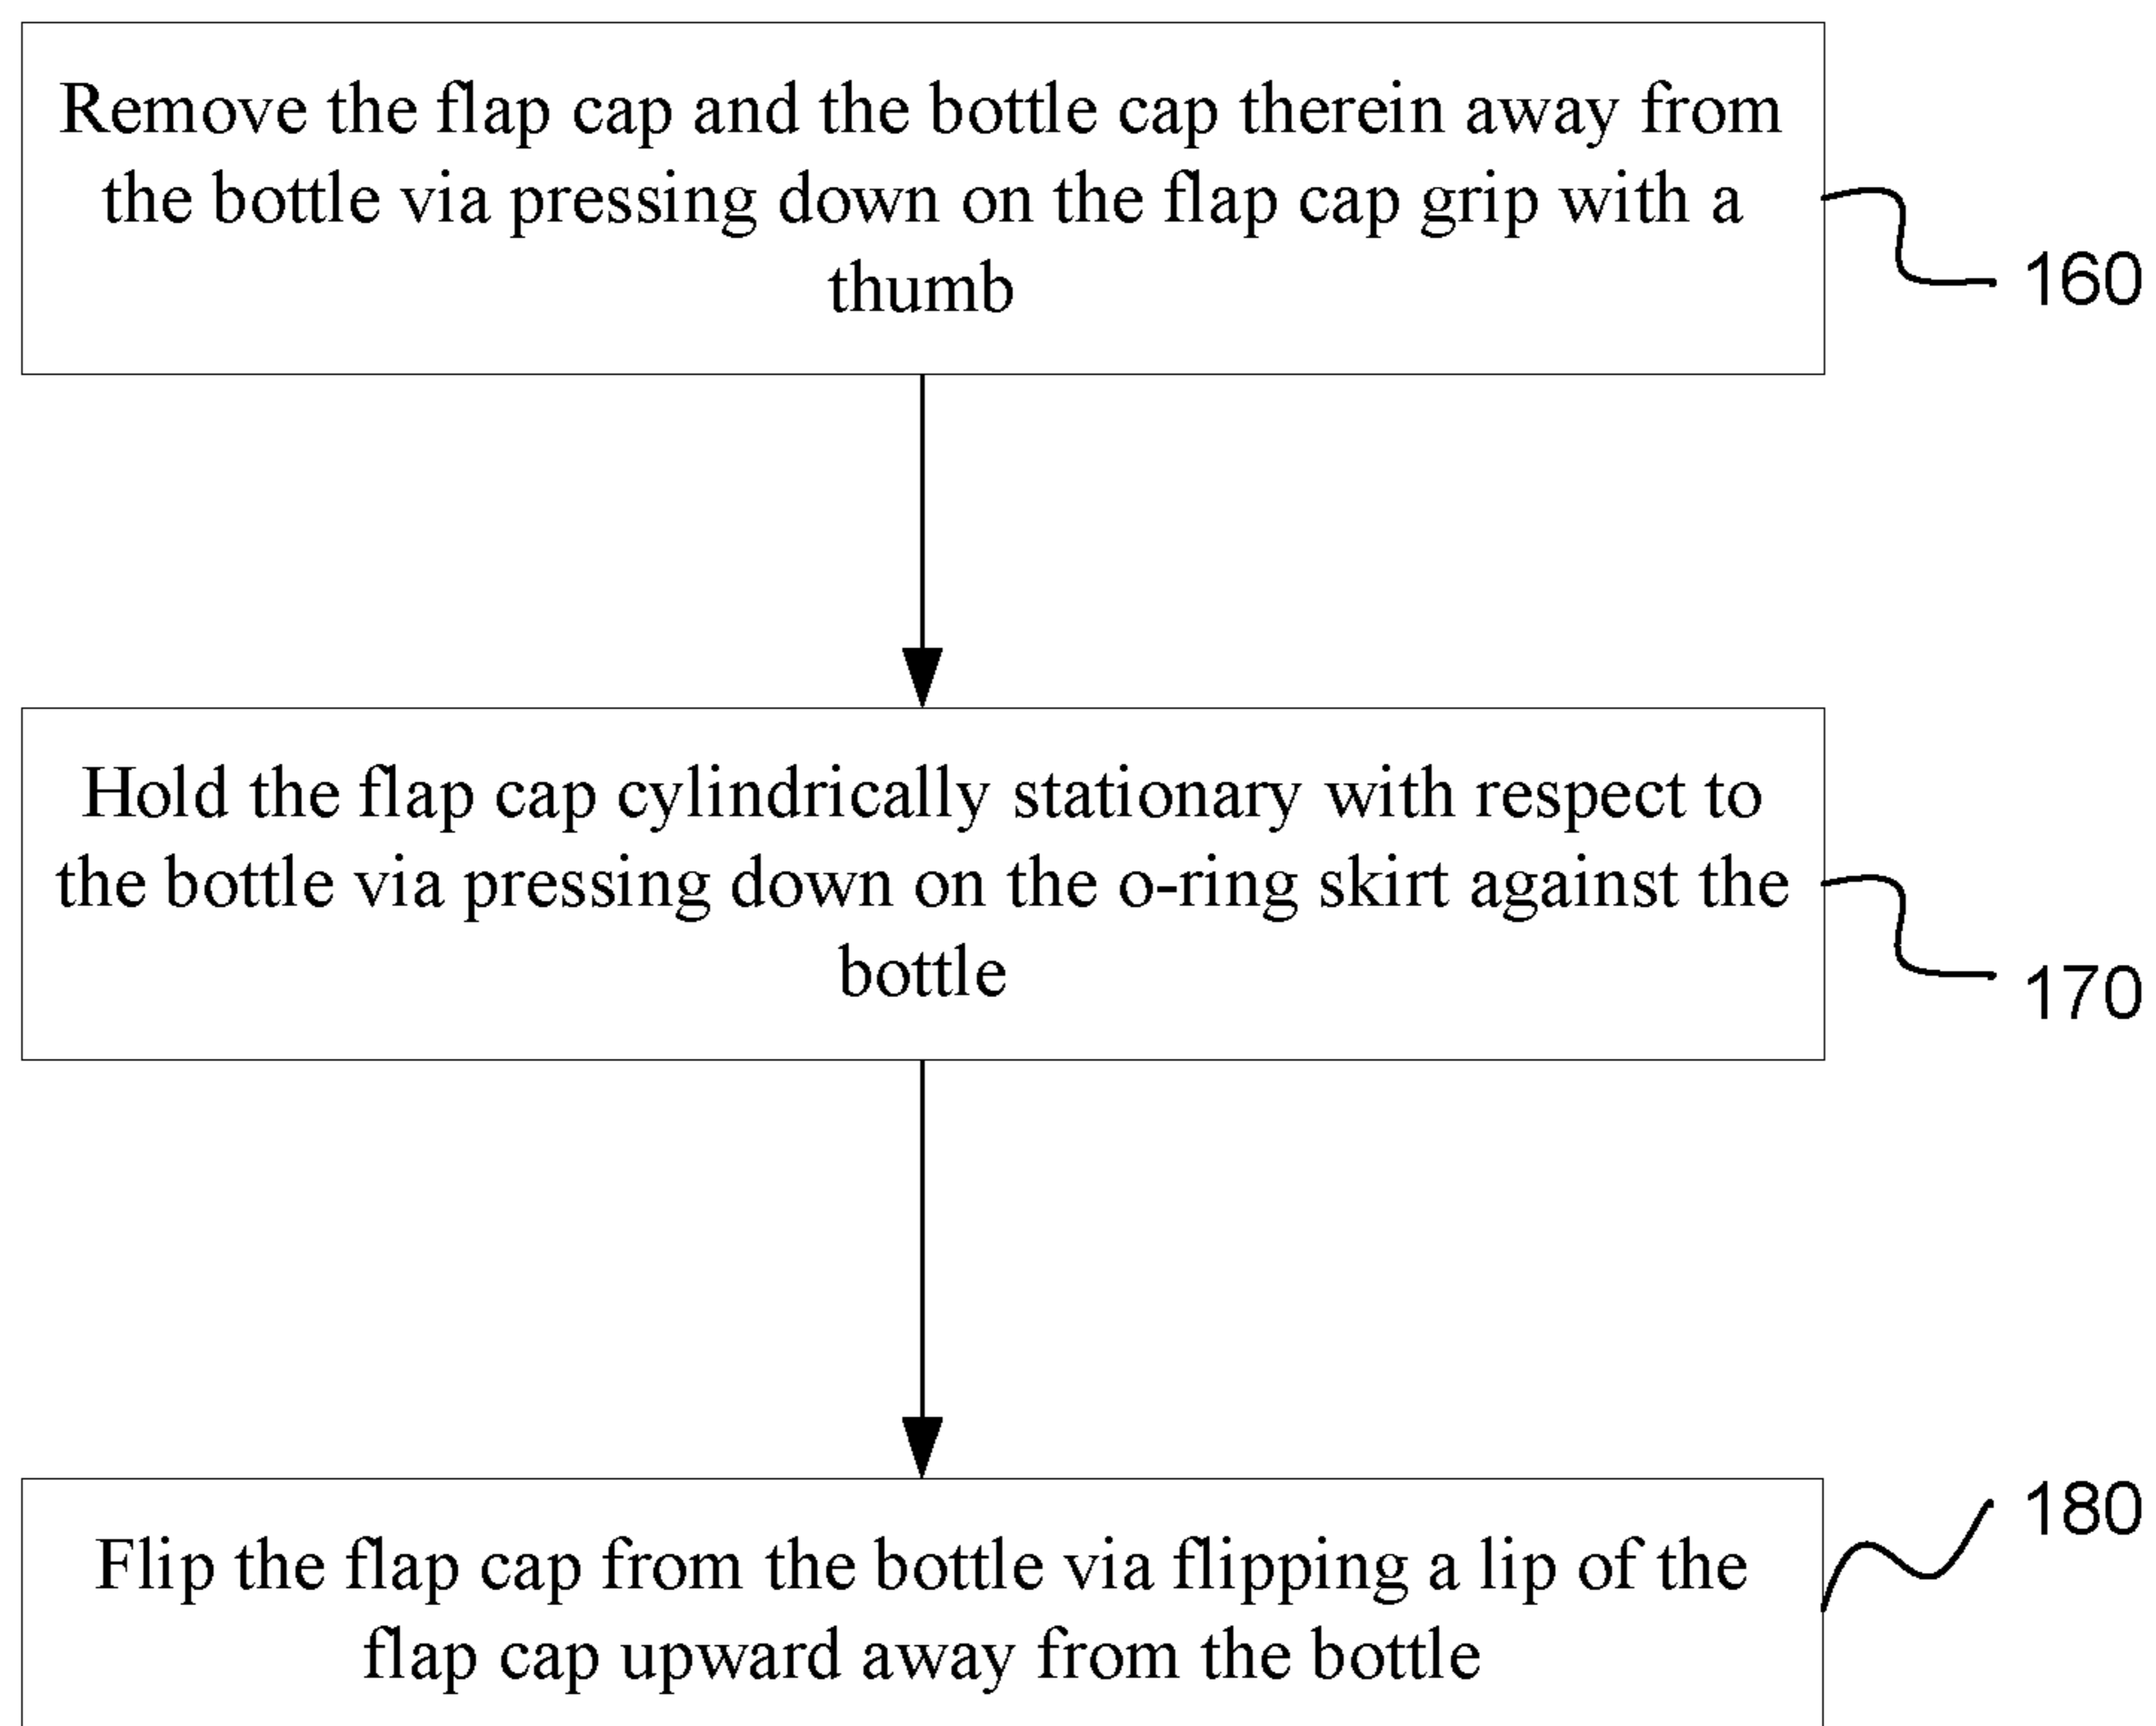 Remove the flap cap and the bottle cap therein away from
the bottle via pressing down on the flap cap grip with a
thumb
160
Hold the flap cap cylindrically stationary with respect to
the bottle via pressing down on the o-ring skirt against the
bottle
170
180
Flip the flap cap from the bottle via flipping a lip of the
flap cap upward away from the bottle